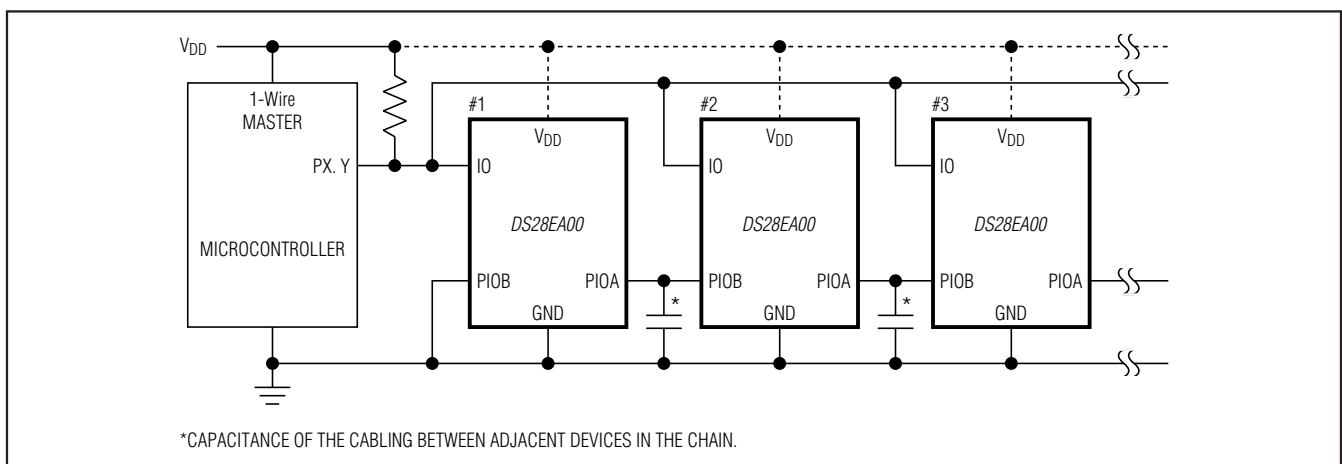 VDD
1-Wire
MASTER
PX. Y
MICROCONTROLLER
#1
VDD
IO
DS28EA00
PIOB PIOA
GND
*
#2
VDD
IO
DS28EA00
PIOB PIOA
GND
*
#3
VDD
IO
DS28EA00
PIOB PIOA
GND
*CAPACITANCE OF THE CABLING BETWEEN ADJACENT DEVICES IN THE CHAIN.